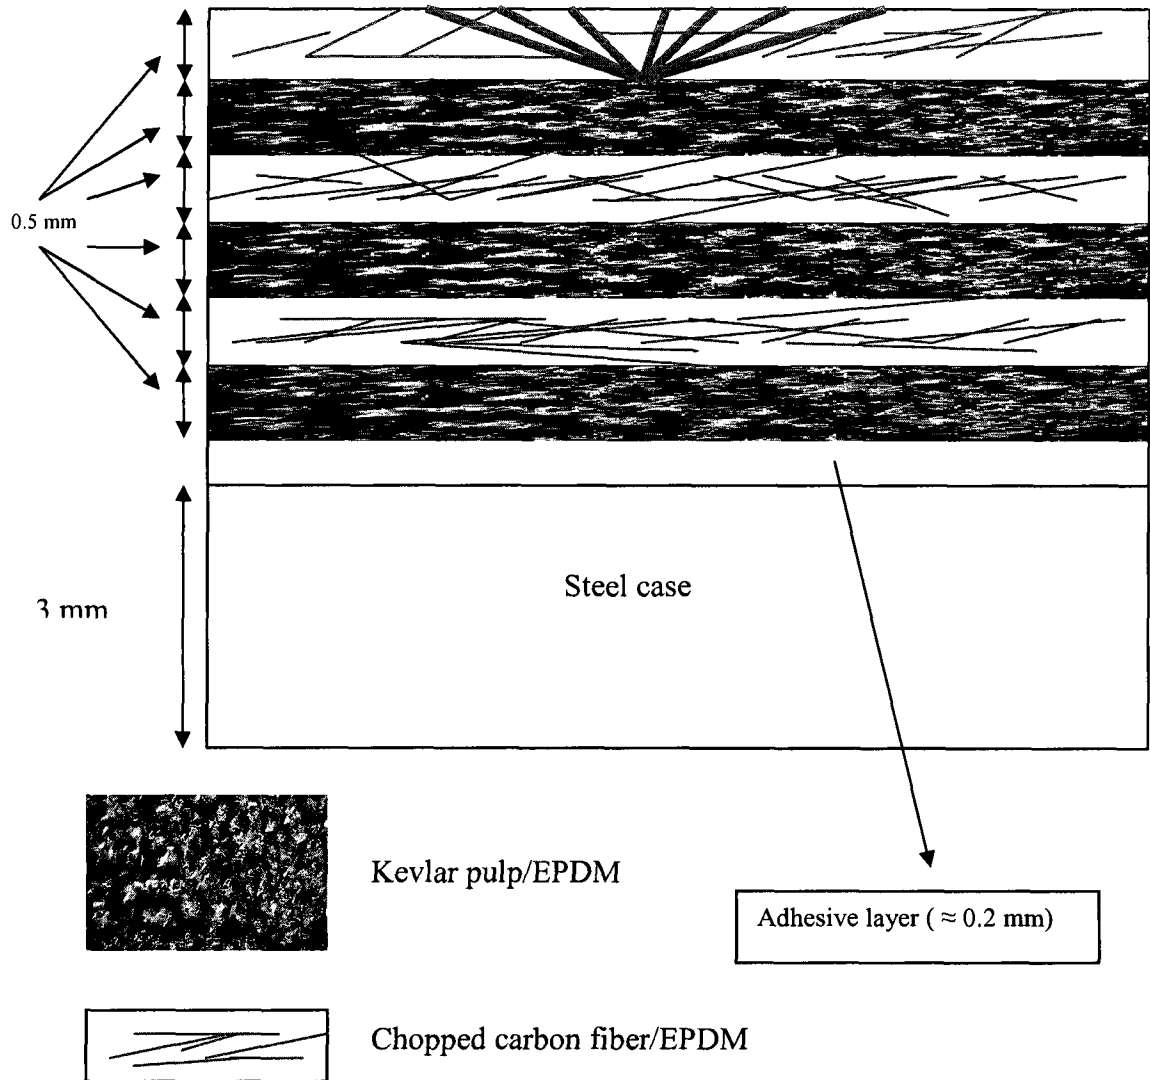 0.5 mm
Steel case
3 mm
Kevlar pulp/EPDM
Adhesive layer ( ≈ 0.2 mm)
Chopped carbon fiber/EPDM